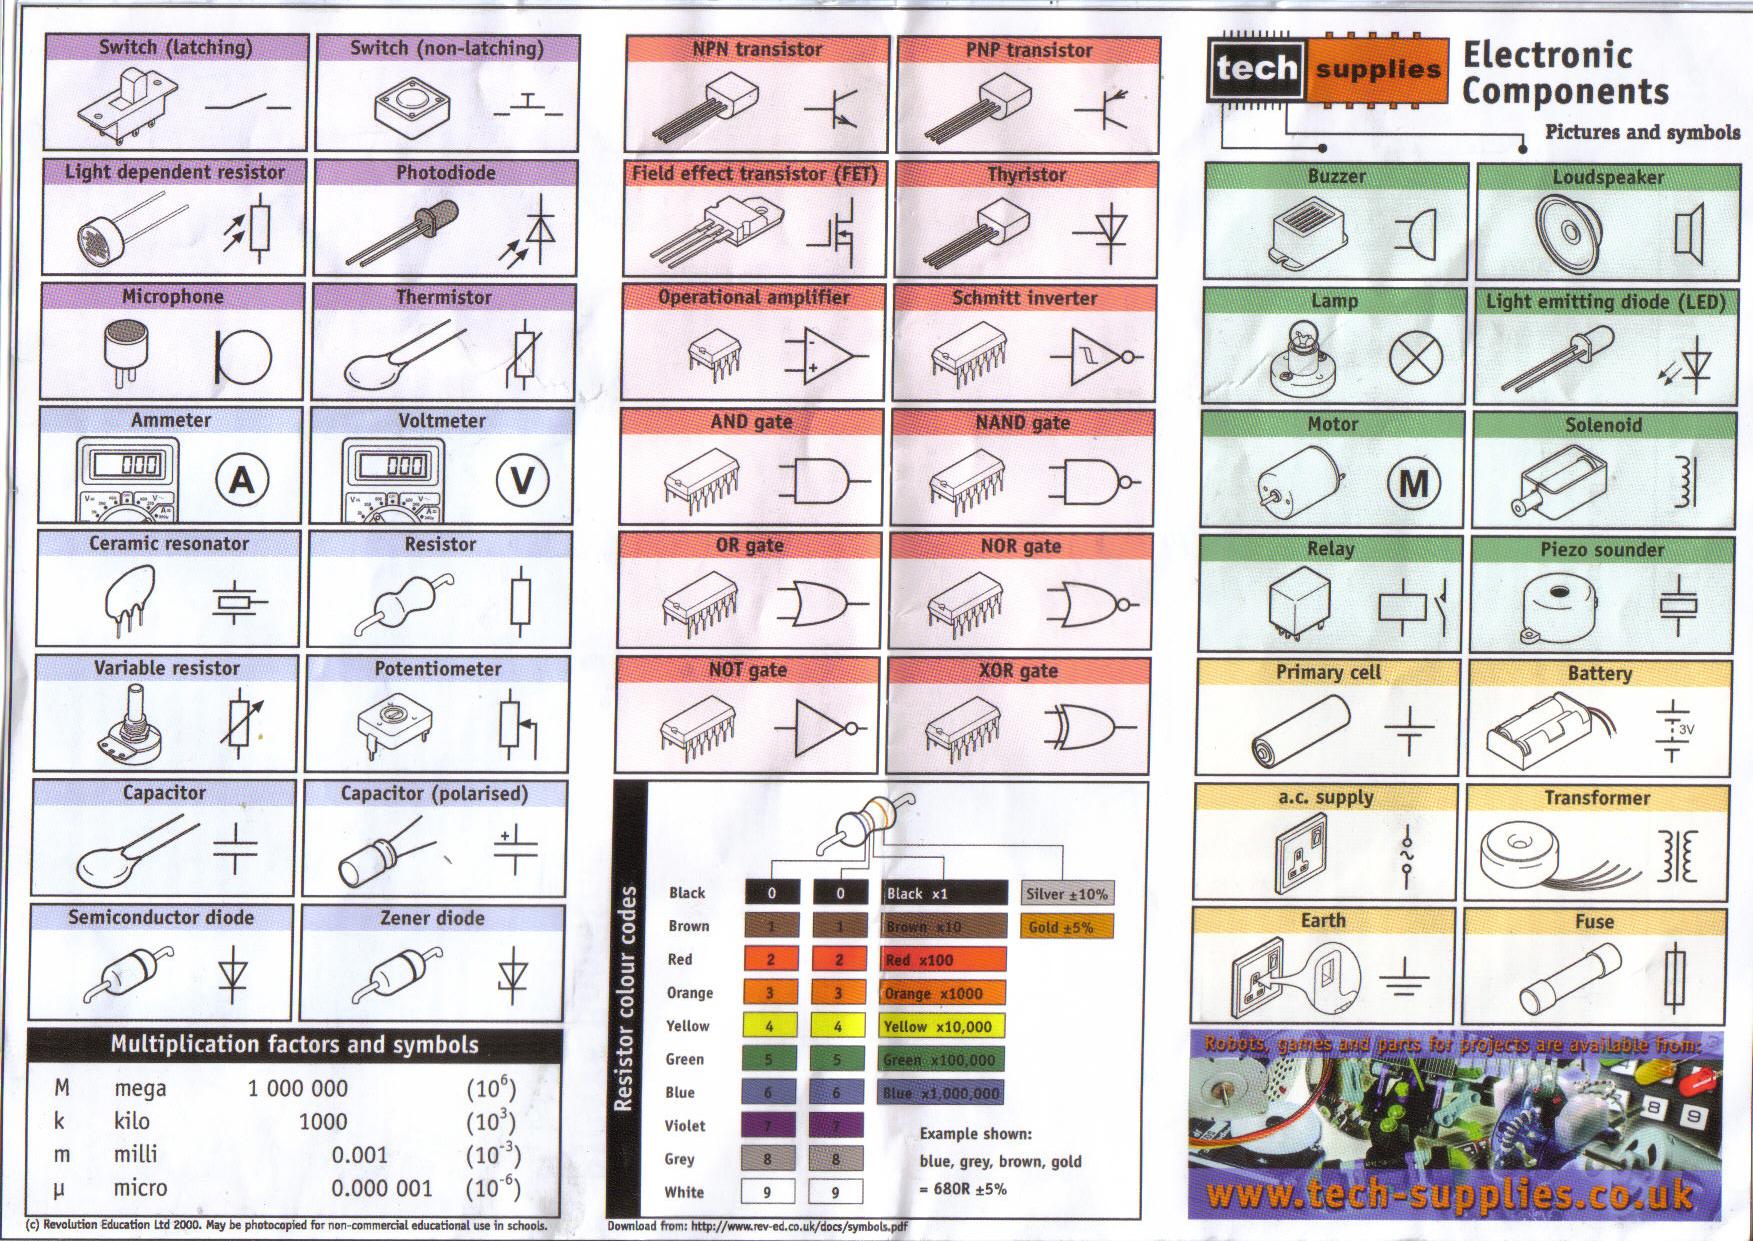 Switch (latching)
Switch (non-latching)
Light dependent resistor
Photodiode
Microphone
Thermistor
Ammeter
000
A
Voltmeter
000
V
Ceramic resonator
Resistor
Variable resistor
Potentiometer
Capacitor
Capacitor (polarised)
+
Semiconductor diode
Zener diode
Multiplication factors and symbols
M mega 1 000 000 (10⁶)
k kilo 1000 (10³)
m milli 0.001 (10⁻³)
µ micro 0.000 001 (10⁻⁶)
(c) Revolution Education Ltd 2000. May be photocopied for non-commercial educational use in schools.
NPN transistor
PNP transistor
Field effect transistor (FET)
Thyristor
Operational amplifier
-
+
Schmitt inverter
AND gate
NAND gate
OR gate
NOR gate
NOT gate
XOR gate
Resistor colour codes
Black 0 0 Black x1 Silver ±10%
Brown 1 1 Brown x10 Gold ±5%
Red 2 2 Red x100
Orange 3 3 Orange x1000
Yellow 4 4 Yellow x10,000
Green 5 5 Green x100,000
Blue 6 6 Blue x1,000,000
Violet 7 7
Grey 8 8
White 9 9
Example shown:
blue, grey, brown, gold
= 680R ±5%
Download from: http://www.rev-ed.co.uk/docs/symbols.pdf
tech supplies
Electronic
Components
Pictures and symbols
Buzzer
Loudspeaker
Lamp
Light emitting diode (LED)
Motor
M
Solenoid
Relay
Piezo sounder
Primary cell
Battery
3V
a.c. supply
Transformer
Earth
Fuse
Robots, games and parts for projects are available from:
8 9
www.tech-supplies.co.uk